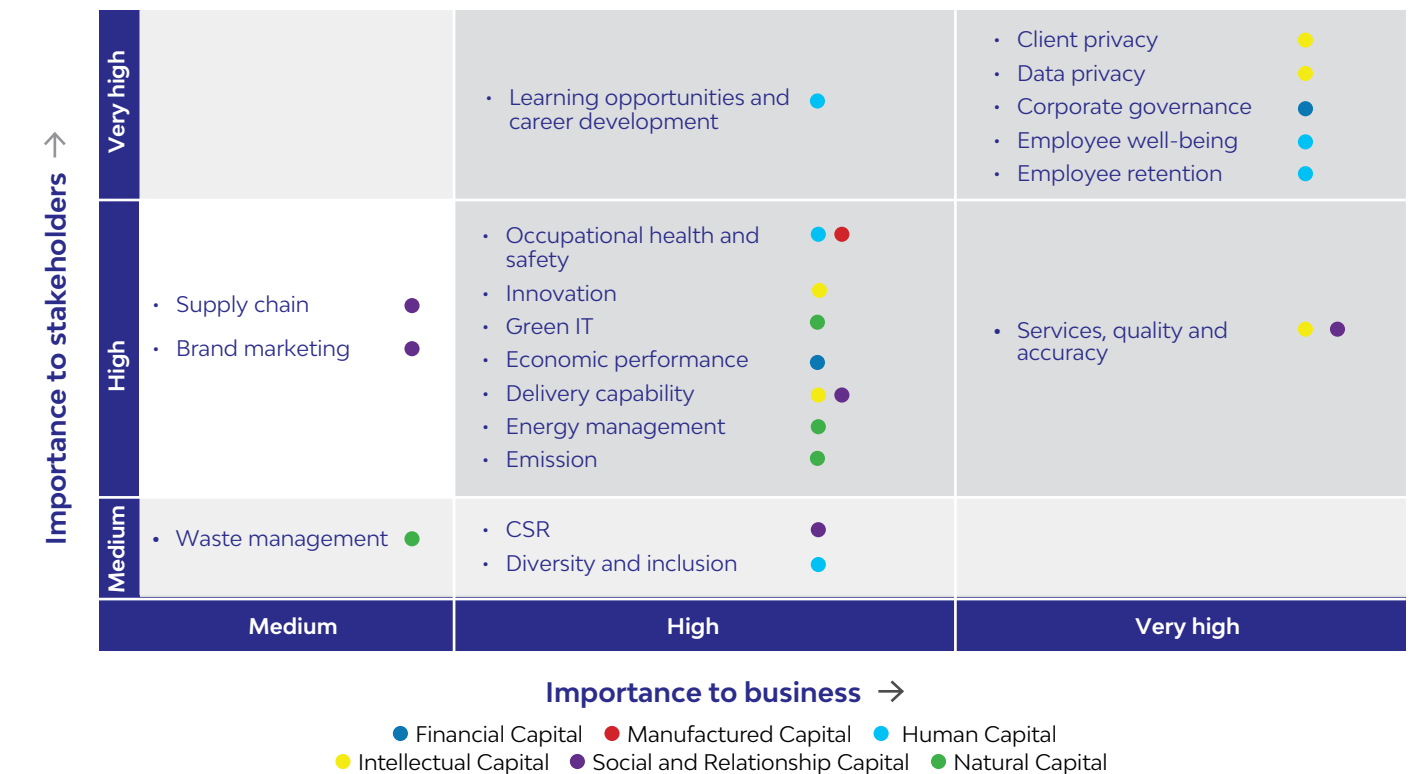 Importance to stakeholders →
Very high
• Learning opportunities and
career development
• Client privacy
• Data privacy
• Corporate governance
• Employee well-being
• Employee retention
High
• Supply chain
• Brand marketing
• Occupational health and
safety
• Innovation
• Green IT
• Economic performance
• Delivery capability
• Energy management
• Emission
• Services, quality and
accuracy
Medium
• Waste management
• CSR
• Diversity and inclusion
Medium
High
Very high
Importance to business →
Financial Capital Manufactured Capital Human Capital
Intellectual Capital Social and Relationship Capital Natural Capital